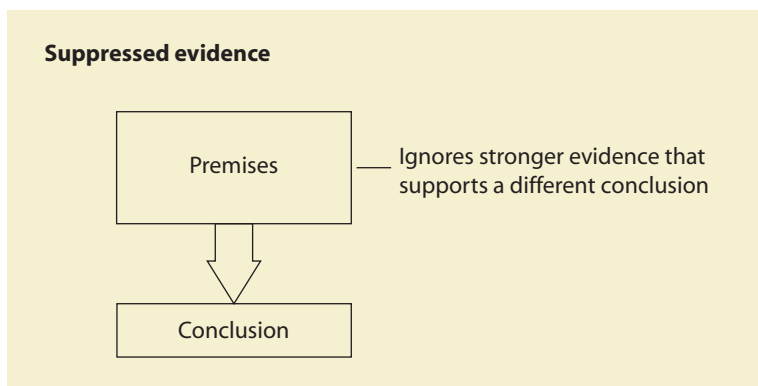 Suppressed evidence
Premises
Ignores stronger evidence that
supports a different conclusion
Conclusion